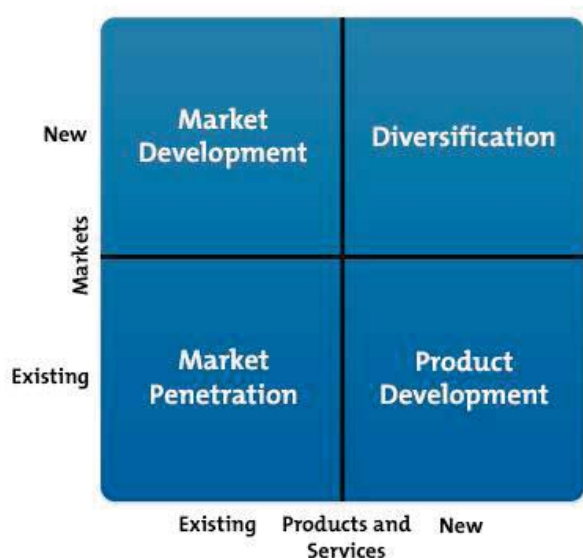 New
Market
Development
Diversification
Markets
Existing
Market
Penetration
Product
Development
Existing
Products and
Services
New